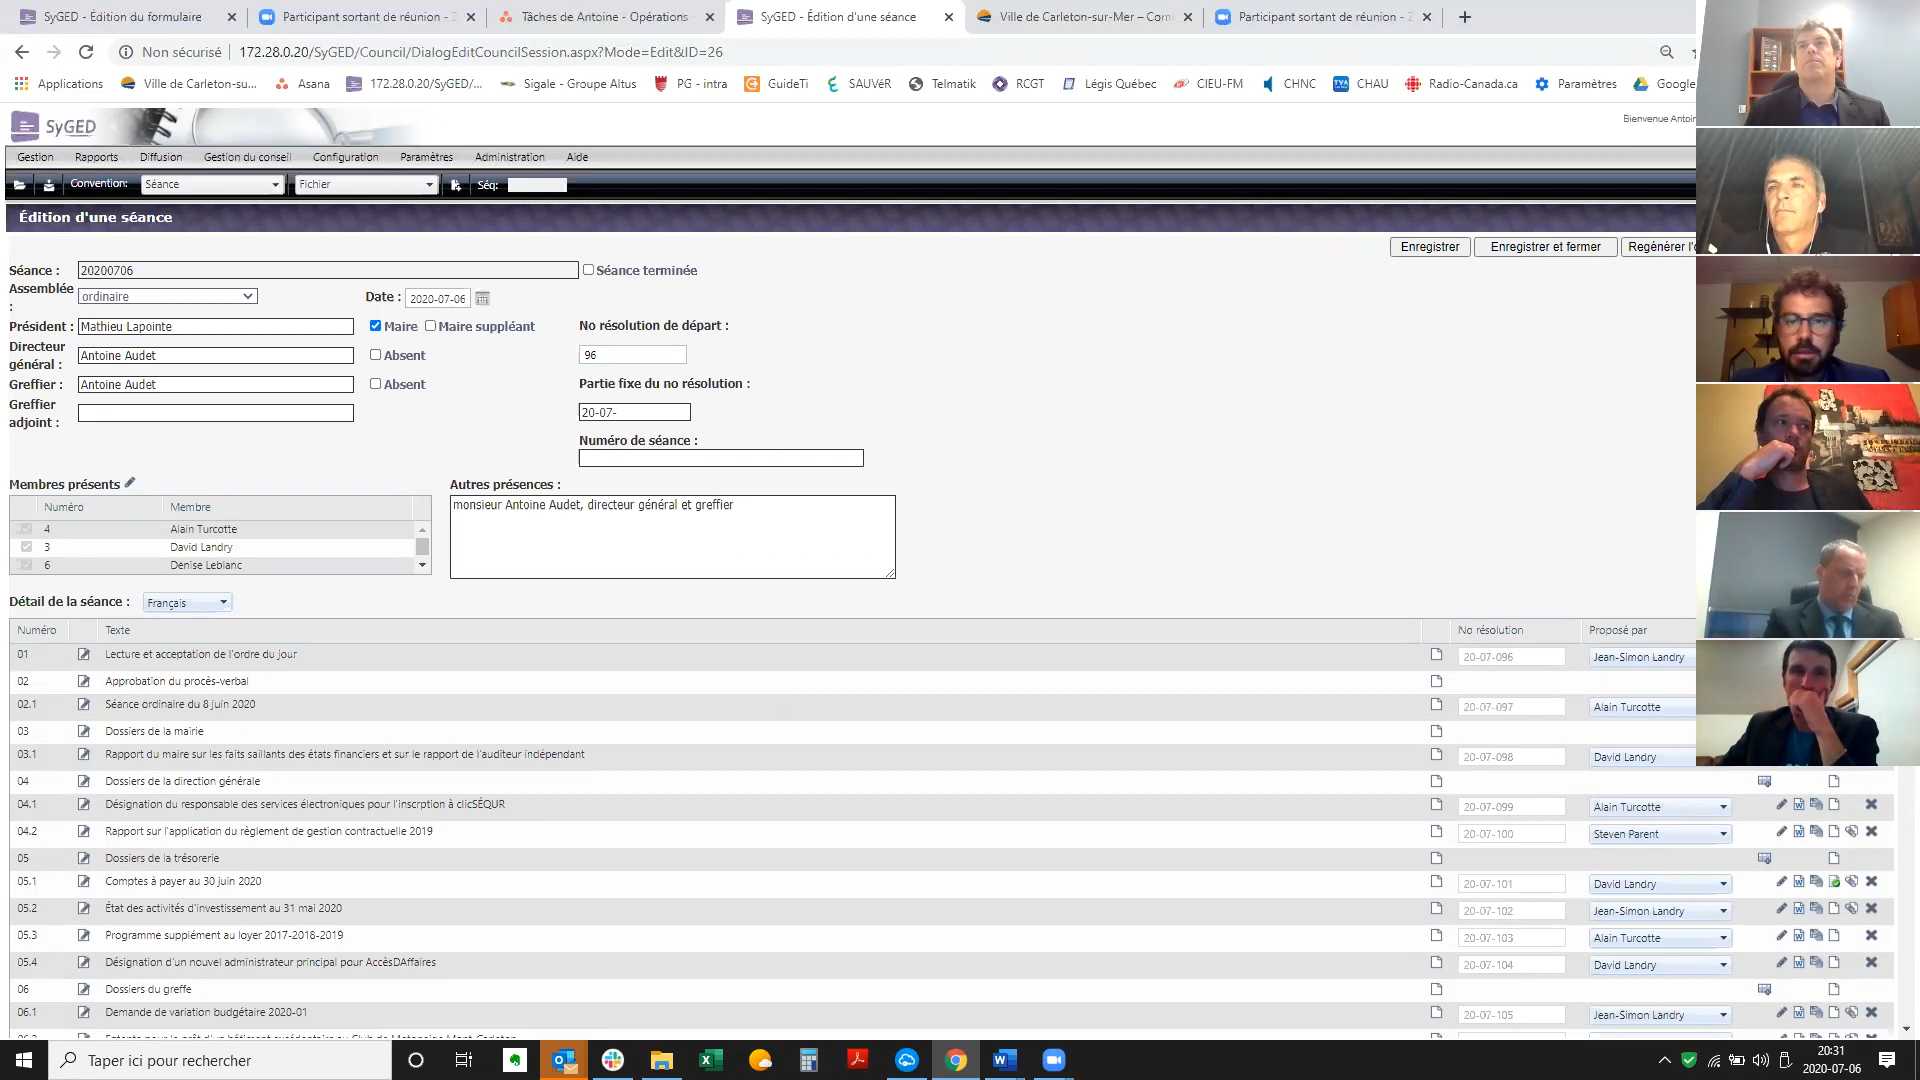 SyGED - Édition du formulaire
Participant sortant de réunion - Z
Tâches de Antoine - Opérations
SyGED - Édition d'une séance
Ville de Carleton-sur-Mer – Com
Participant sortant de réunion - Z
Non sécurisé
172.28.0.20/SyGED/Council/DialogEditCouncilSession.aspx?Mode=Edit&ID=26
Applications
Ville de Carleton-su...
Asana
172.28.0.20/SyGED/...
Sigale - Groupe Altus
PG - intra
GuideTi
SAUVéR
Telmatik
RCGT
Légis Québec
CIEU-FM
CHNC
CHAU
Radio-Canada.ca
Paramètres
Google
SyGED
Bienvenue Antoin
Gestion
Rapports
Diffusion
Gestion du conseil
Configuration
Paramètres
Administration
Aide
Convention:
Séance
Fichier
Séq:
Édition d'une séance
Enregistrer
Enregistrer et fermer
Regénérer l'o
Séance :
20200706
Séance terminée
Assemblée :
ordinaire
Date :
2020-07-06
Président :
Mathieu Lapointe
Maire
Maire suppléant
No résolution de départ :
Directeur général :
Antoine Audet
Absent
96
Greffier :
Antoine Audet
Absent
Partie fixe du no résolution :
Greffier adjoint :
20-07-
Numéro de séance :
Membres présents
Autres présences :
Numéro
Membre
monsieur Antoine Audet, directeur général et greffier
4 Alain Turcotte
3 David Landry
6 Denise Leblanc
Détail de la séance :
Français
Numéro
Texte
No résolution
Proposé par
01 Lecture et acceptation de l'ordre du jour 20-07-096 Jean-Simon Landry
02 Approbation du procès-verbal
02.1 Séance ordinaire du 8 juin 2020 20-07-097 Alain Turcotte
03 Dossiers de la mairie
03.1 Rapport du maire sur les faits saillants des états financiers et sur le rapport de l'auditeur indépendant 20-07-098 David Landry
04 Dossiers de la direction générale
04.1 Désignation du responsable des services électroniques pour l'inscrption à clicSÉQUR 20-07-099 Alain Turcotte
04.2 Rapport sur l'application du règlement de gestion contractuelle 2019 20-07-100 Steven Parent
05 Dossiers de la trésorerie
05.1 Comptes à payer au 30 juin 2020 20-07-101 David Landry
05.2 État des activités d'investissement au 31 mai 2020 20-07-102 Jean-Simon Landry
05.3 Programme supplément au loyer 2017-2018-2019 20-07-103 Alain Turcotte
05.4 Désignation d'un nouvel administrateur principal pour AccèsDAffaires 20-07-104 David Landry
06 Dossiers du greffe
06.1 Demande de variation budgétaire 2020-01 20-07-105 Jean-Simon Landry
Taper ici pour rechercher
20:31
2020-07-06